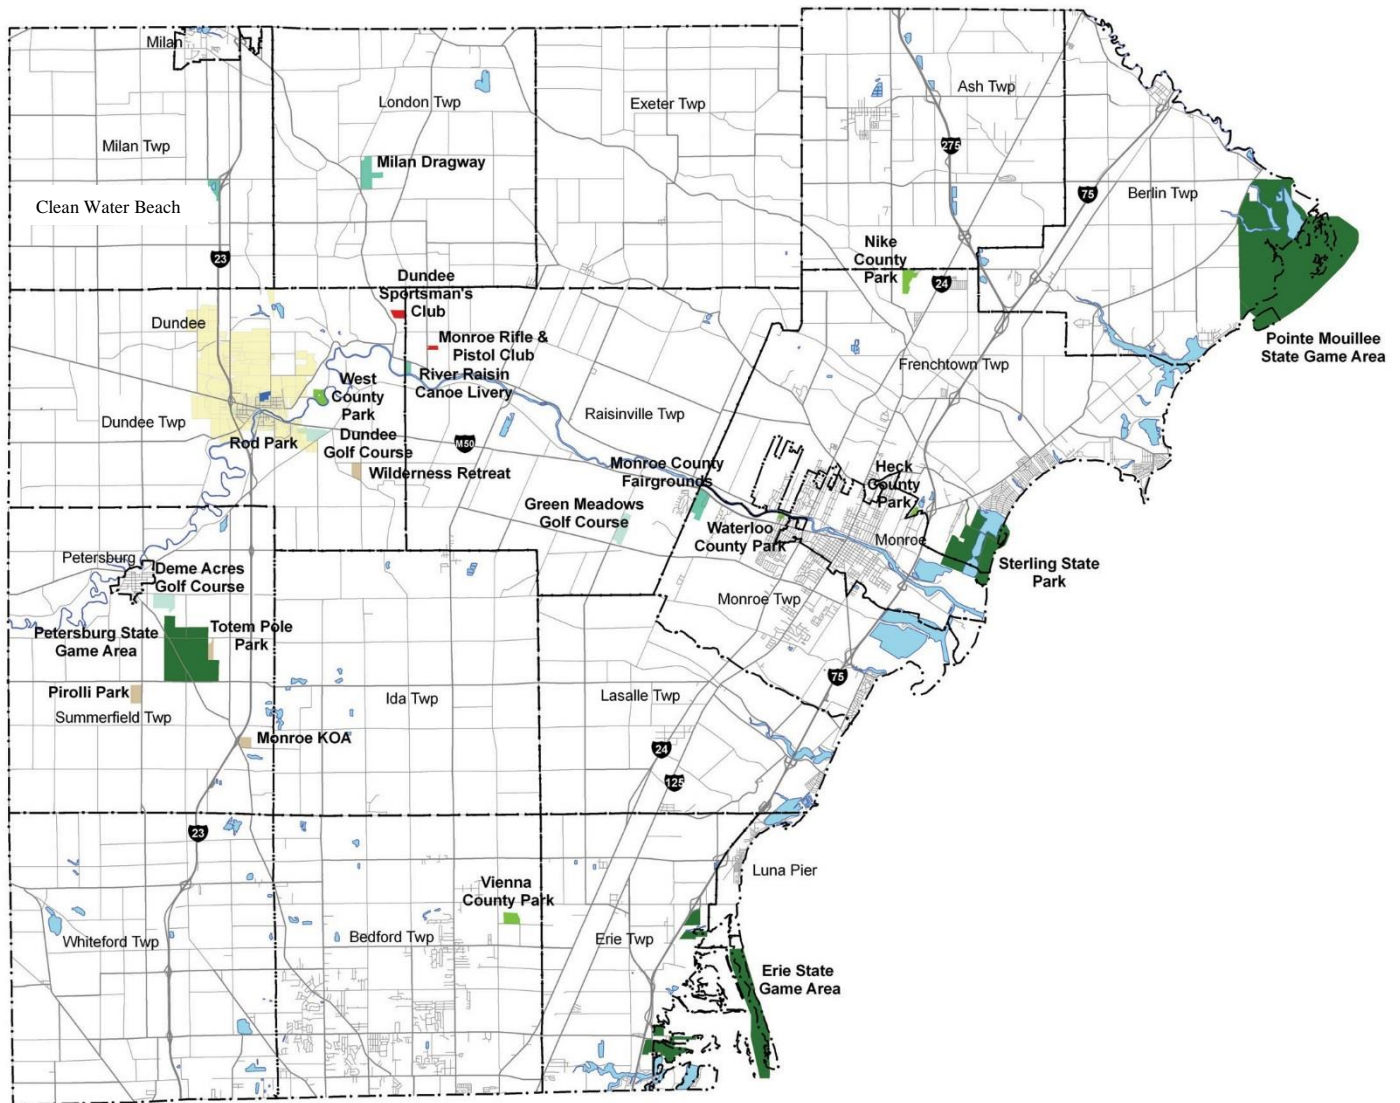 Milan
London Twp
Exeter Twp
Ash Twp
Milan Twp
Milan Dragway
275
75
Berlin Twp
Clean Water Beach
23
Nike
County
Park
24
Dundee
Sportsman's
Club
Dundee
Monroe Rifle &
Pistol Club
River Raisin
Canoe Livery
Pointe Mouillee
State Game Area
Frenchtown Twp
West
County
Park
Raisinville Twp
Dundee Twp
Rod Park
Dundee
Golf Course
M50
Wilderness Retreat
Monroe County
Fairgrounds
Heck
County
Park
Green Meadows
Golf Course
Waterloo
County Park
Monroe
Sterling State
Park
Petersburg
Deme Acres
Golf Course
Monroe Twp
Petersburg State
Game Area
Totem Pole
Park
75
Pirolli Park
Summerfield Twp
Ida Twp
Lasalle Twp
Monroe KOA
24
125
23
Luna Pier
Vienna
County Park
Whiteford Twp
Bedford Twp
Erie Twp
Erie State
Game Area